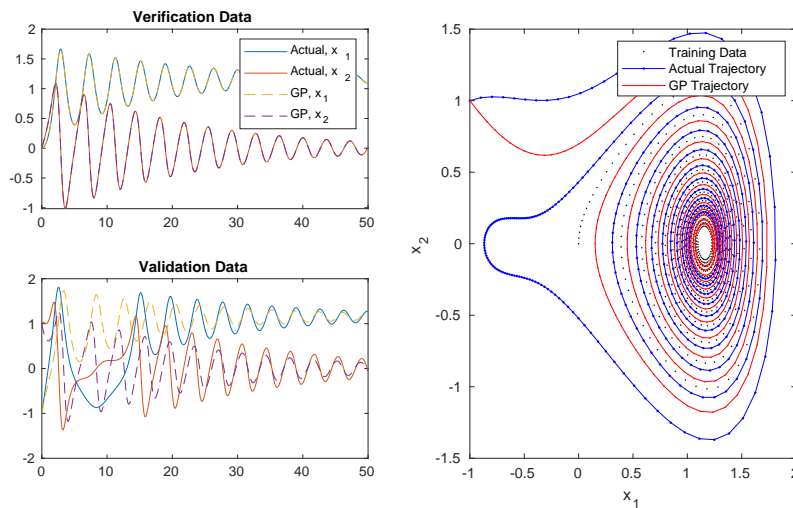 Verification Data
Actual, x 1
Actual, x 2
GP, x1
GP, x2
1.5
1
0.5
0
-0.5
-1
0 10 20 30 40 50
Validation Data
2
1
0
-1
-2
0 10 20 30 40 50
Training Data
Actual Trajectory
GP Trajectory
1.5
1
0.5
0
-0.5
-1
-1.5
x2
-1 -0.5 0 0.5 1 1.5 2
x1